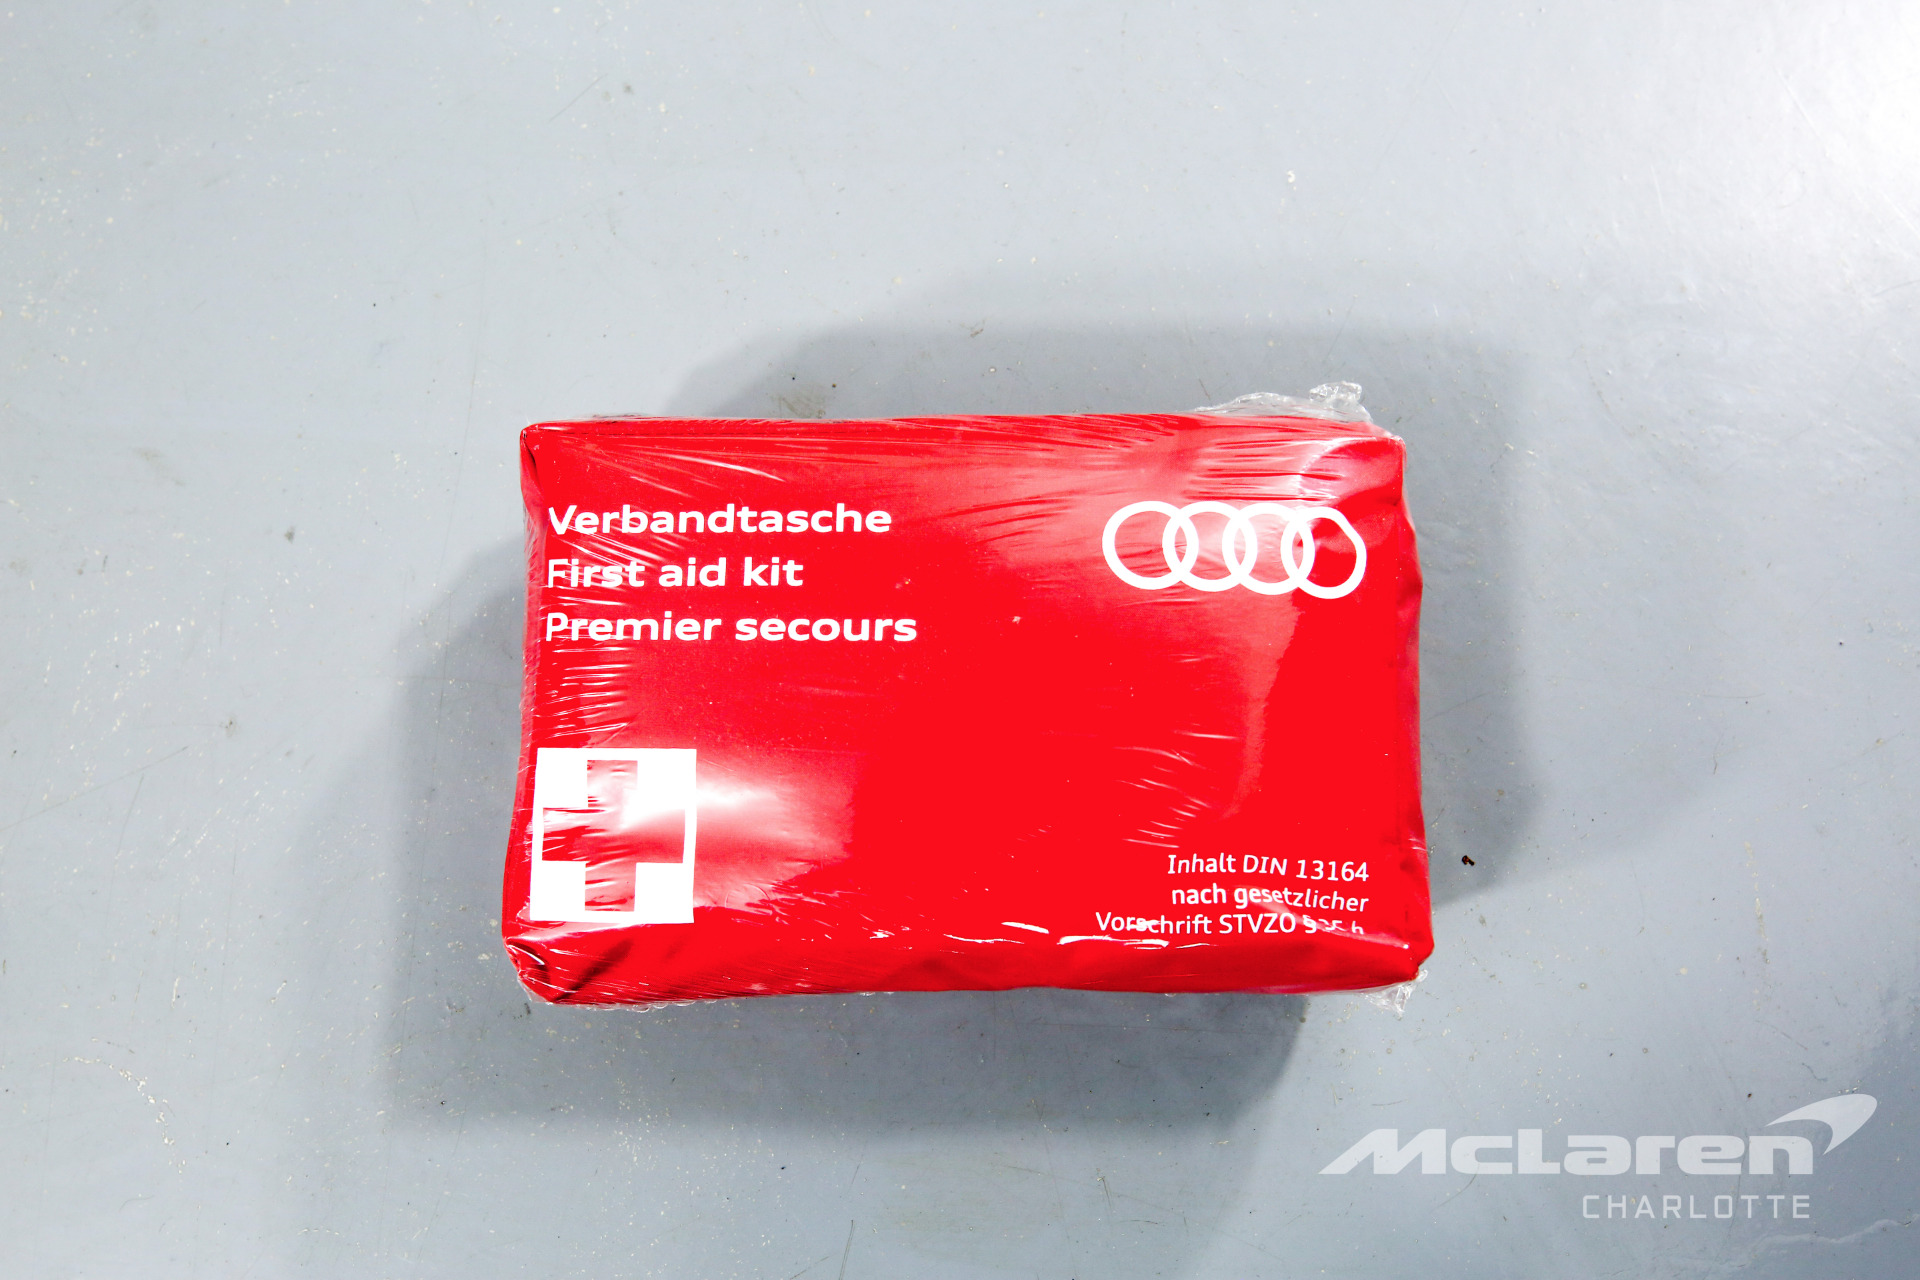 Verbandtasche
First aid kit
Premier secours
Inhalt DIN 13164
nach gesetzlicher
Vorschrift STVZO §
McLaren
CHARLOTTE